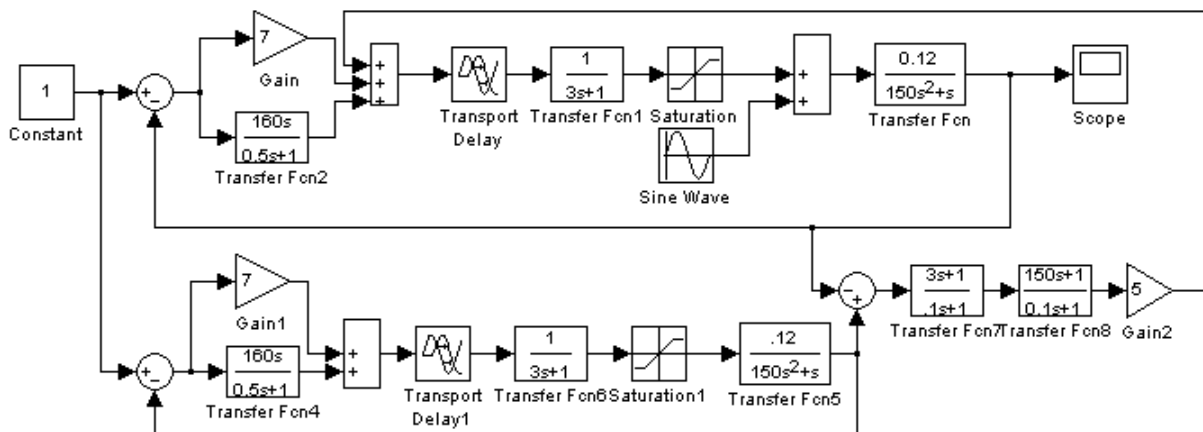 7
Gain
1
Constant
+
−
160s
0.5s+1
Transfer Fcn2
+
+
+
Transport
Delay
1
3s+1
Transfer Fcn1
Saturation
Sine Wave
+
+
0.12
150s²+s
Transfer Fcn
Scope
7
Gain1
+
−
160s
0.5s+1
Transfer Fcn4
+
+
Transport
Delay1
1
3s+1
Transfer Fcn6
Saturation1
.12
150s²+s
Transfer Fcn5
−
+
3s+1
.1s+1
Transfer Fcn7
150s+1
0.1s+1
Transfer Fcn8
5
Gain2